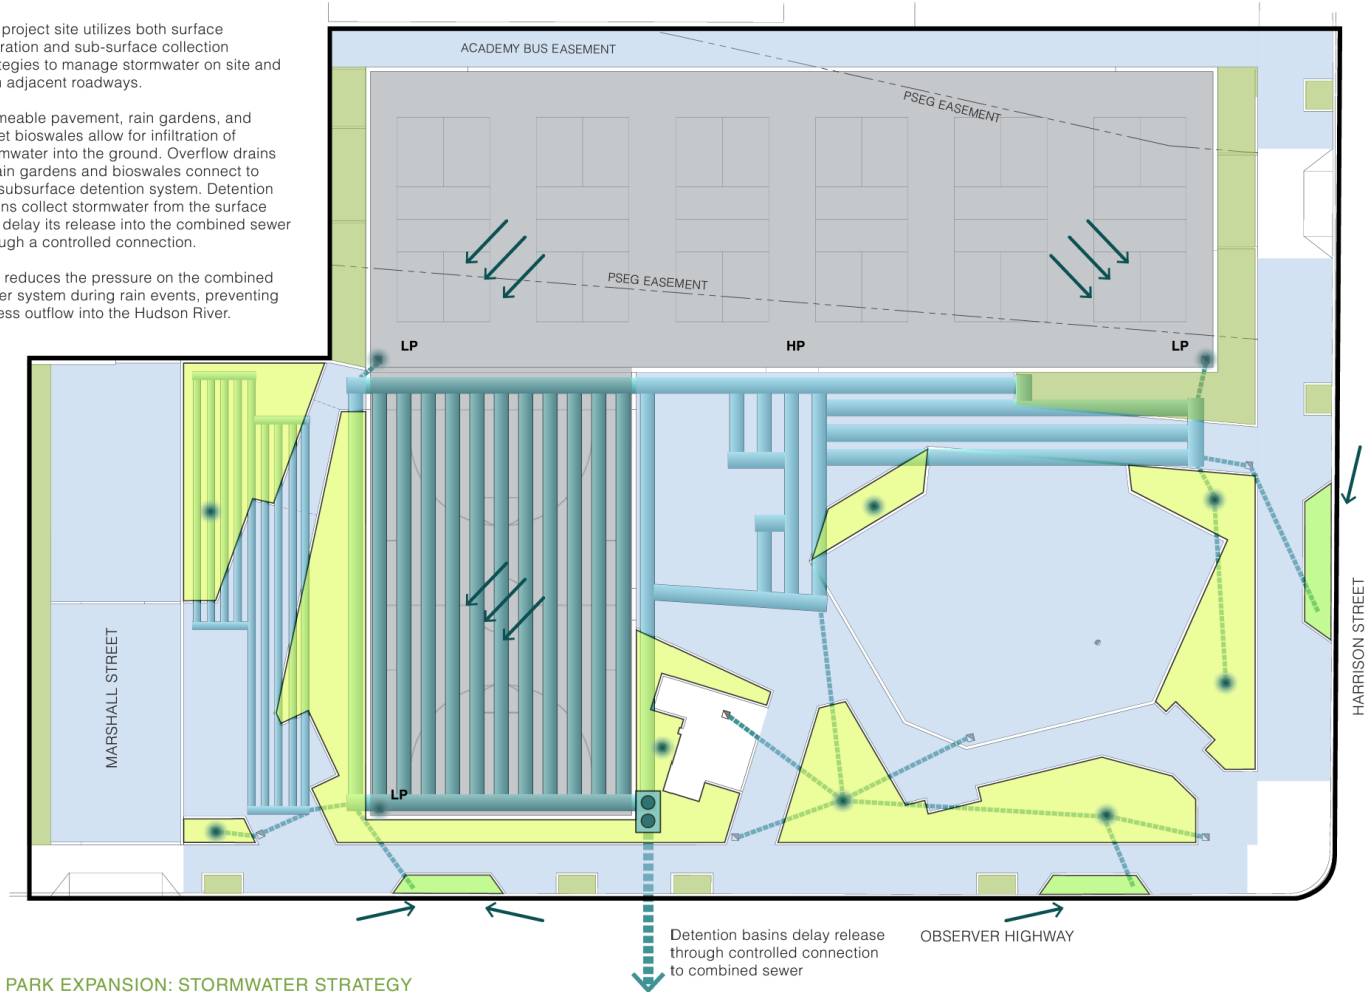 project site utilizes both surface
ration and sub-surface collection
tegies to manage stormwater on site and
adjacent roadways.
meable pavement, rain gardens, and
et bioswales allow for infiltration of
mwater into the ground. Overflow drains
ain gardens and bioswales connect to
subsurface detention system. Detention
ns collect stormwater from the surface
delay its release into the combined sewer
ugh a controlled connection.
reduces the pressure on the combined
er system during rain events, preventing
ess outflow into the Hudson River.
ACADEMY BUS EASEMENT
PSEG EASEMENT
PSEG EASEMENT
LP
HP
LP
MARSHALL STREET
HARRISON STREET
LP
Detention basins delay release
through controlled connection
to combined sewer
OBSERVER HIGHWAY
PARK EXPANSION: STORMWATER STRATEGY